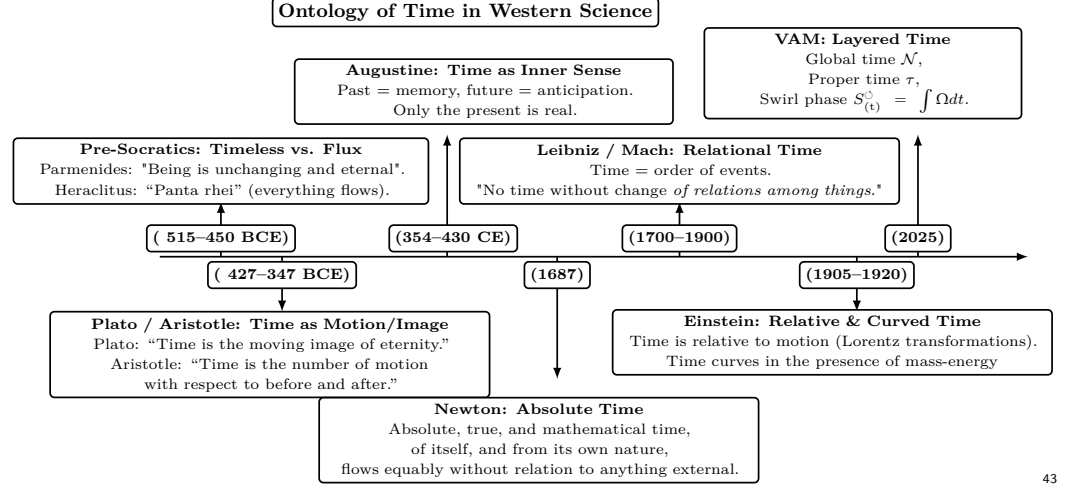 Ontology of Time in Western Science
VAM: Layered Time
Global time 𝒩,
Proper time τ,
Swirl phase S^↺_(t) = ∫ Ωdt.
Augustine: Time as Inner Sense
Past = memory, future = anticipation.
Only the present is real.
Pre-Socratics: Timeless vs. Flux
Parmenides: "Being is unchanging and eternal".
Heraclitus: “Panta rhei” (everything flows).
Leibniz / Mach: Relational Time
Time = order of events.
"No time without change of relations among things."
( 515–450 BCE)
(354–430 CE)
(1700–1900)
(2025)
( 427–347 BCE)
(1687)
(1905–1920)
Plato / Aristotle: Time as Motion/Image
Plato: “Time is the moving image of eternity.”
Aristotle: “Time is the number of motion
with respect to before and after.”
Einstein: Relative & Curved Time
Time is relative to motion (Lorentz transformations).
Time curves in the presence of mass-energy
Newton: Absolute Time
Absolute, true, and mathematical time,
of itself, and from its own nature,
flows equably without relation to anything external.
43